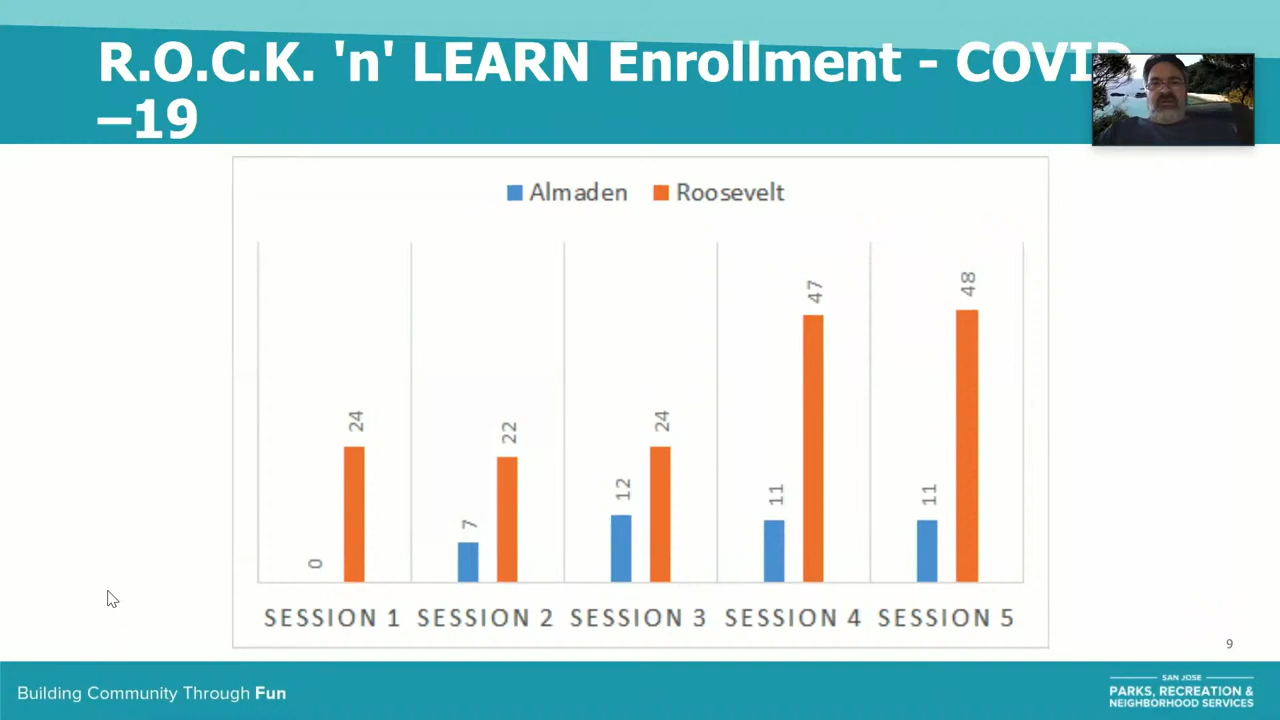 R.O.C.K. 'n' LEARN Enrollment - COVID
–19
Almaden Roosevelt
0 24 7 22 12 24 11 47 11 48
SESSION 1 SESSION 2 SESSION 3 SESSION 4 SESSION 5
9
Building Community Through Fun
SAN JOSE
PARKS, RECREATION &
NEIGHBORHOOD SERVICES